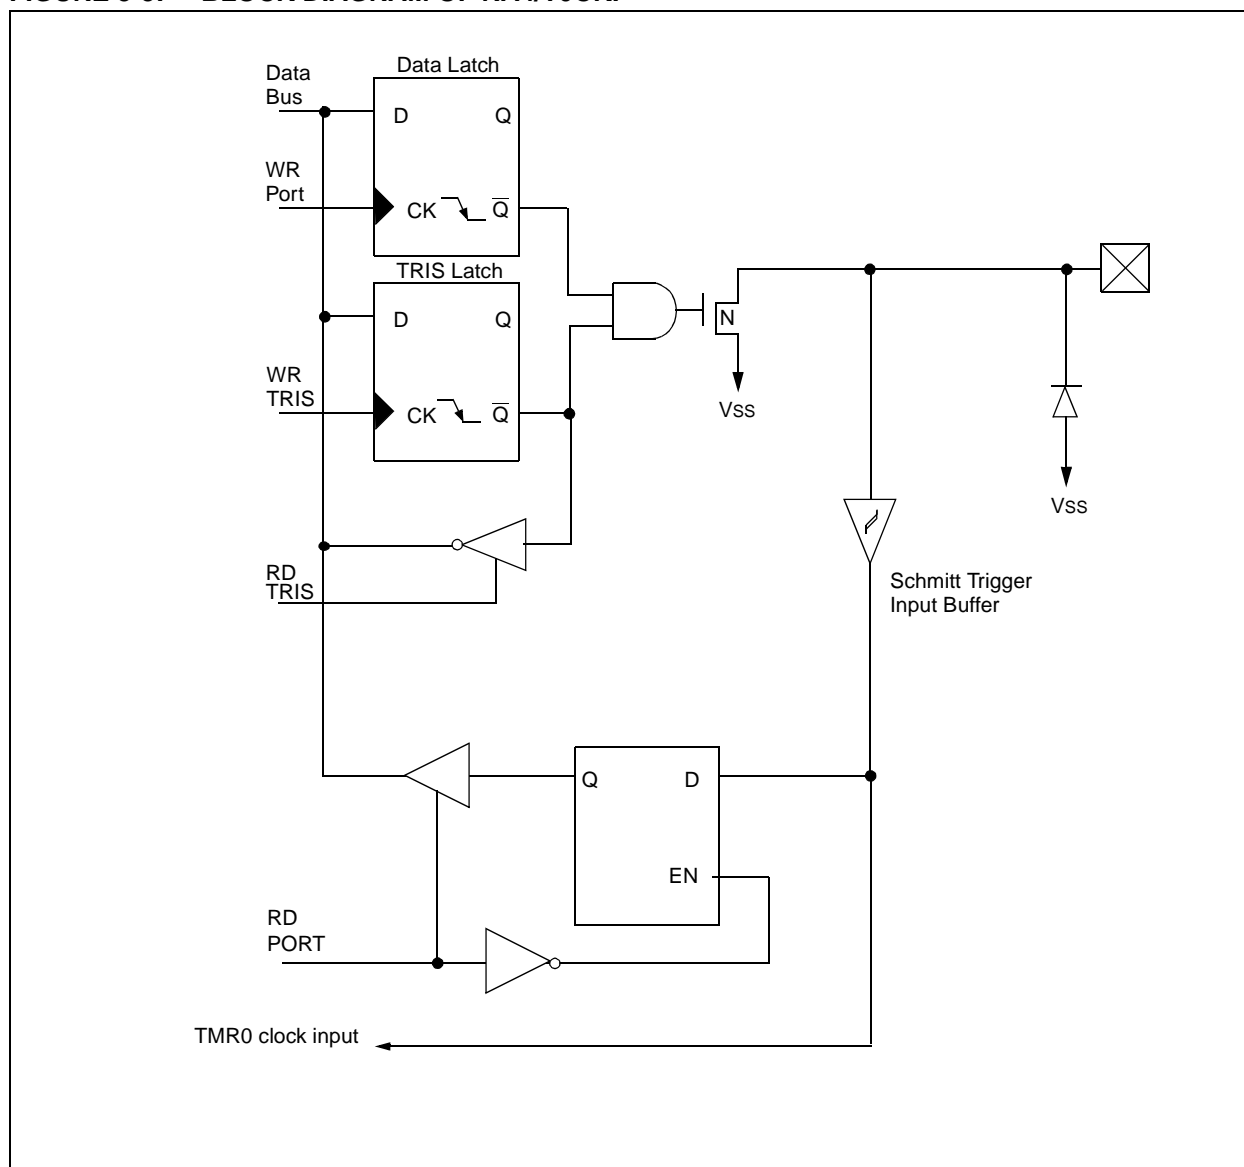 Data Latch
Data
Bus
D
Q
WR
Port
CK
Q
TRIS Latch
D
Q
N
WR
TRIS
CK
Q
VSS
VSS
RD
TRIS
Schmitt Trigger
Input Buffer
Q
D
EN
RD
PORT
TMR0 clock input